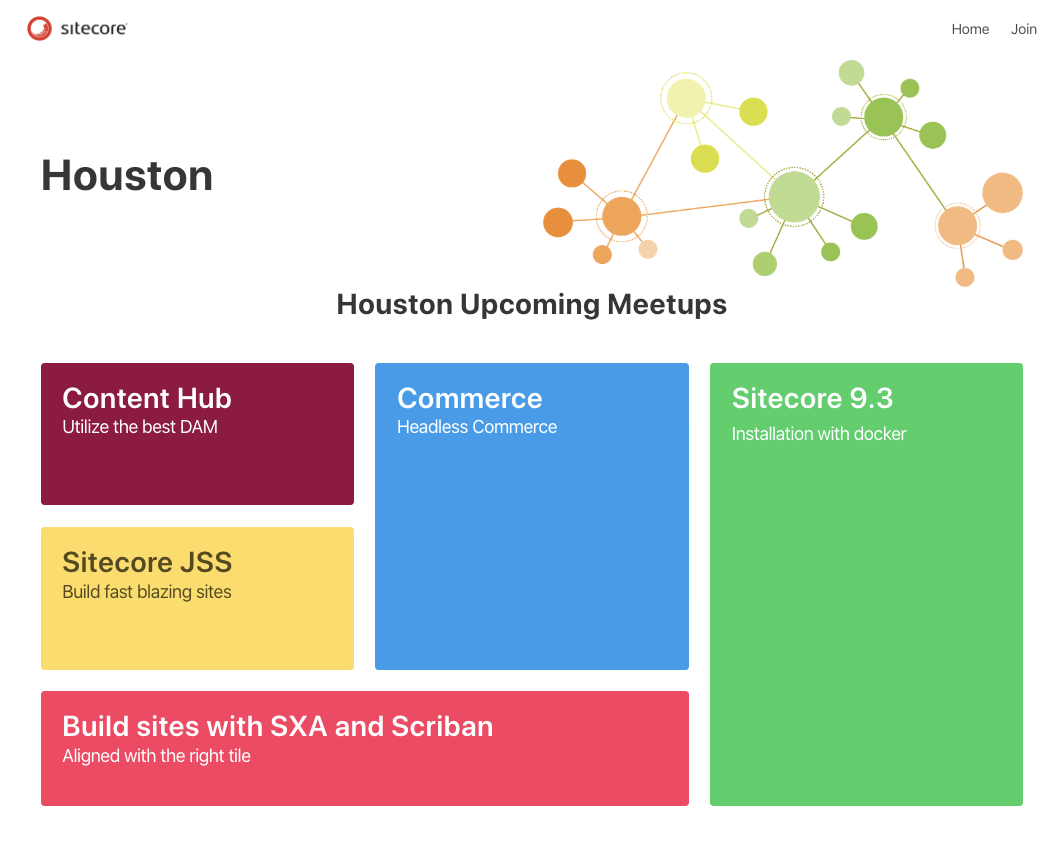 sitecore
Home
Join
Houston
Houston Upcoming Meetups
Content Hub
Utilize the best DAM
Commerce
Headless Commerce
Sitecore 9.3
Installation with docker
Sitecore JSS
Build fast blazing sites
Build sites with SXA and Scriban
Aligned with the right tile